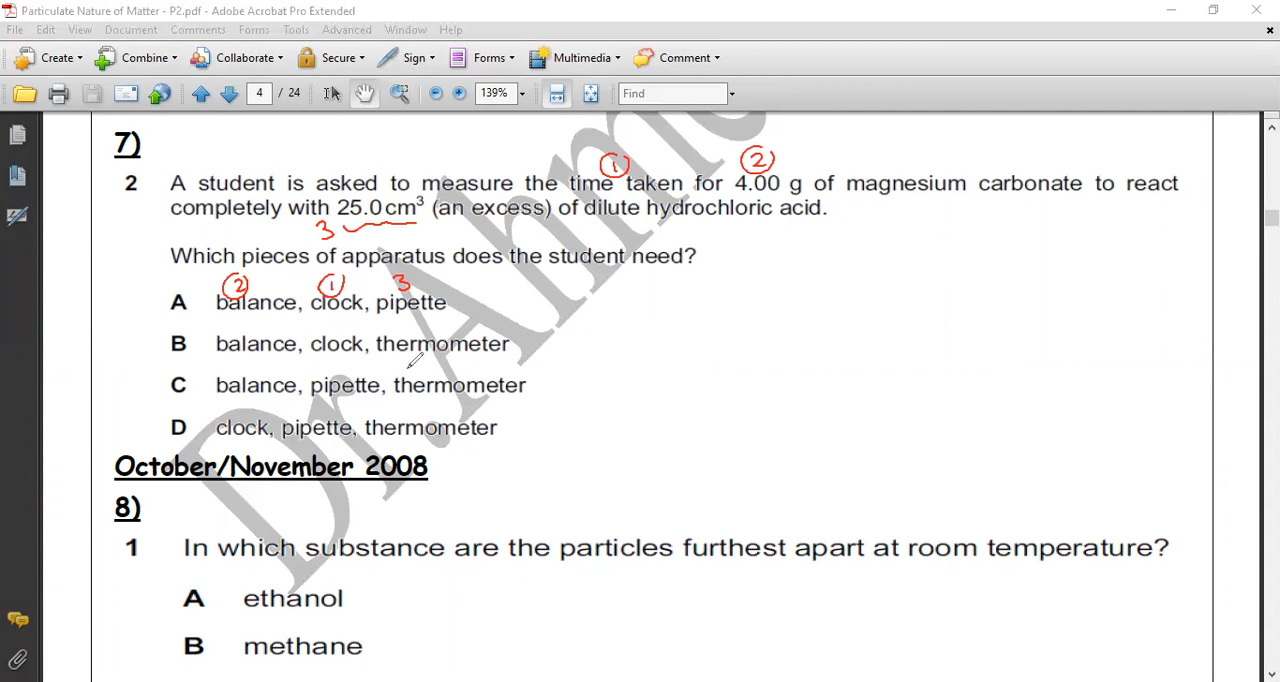 Particulate Nature of Matter - P2.pdf - Adobe Acrobat Pro Extended
File Edit View Document Comments Forms Tools Advanced Window Help
Create Combine Collaborate Secure Sign Forms Multimedia Comment
4 / 24 139% Find
7)
1 2
2 A student is asked to measure the time taken for 4.00 g of magnesium carbonate to react
completely with 25.0 cm³ (an excess) of dilute hydrochloric acid.
3
Which pieces of apparatus does the student need?
2 1 3
A balance, clock, pipette
B balance, clock, thermometer
C balance, pipette, thermometer
D clock, pipette, thermometer
October/November 2008
8)
1 In which substance are the particles furthest apart at room temperature?
A ethanol
B methane
Dr.Ahme